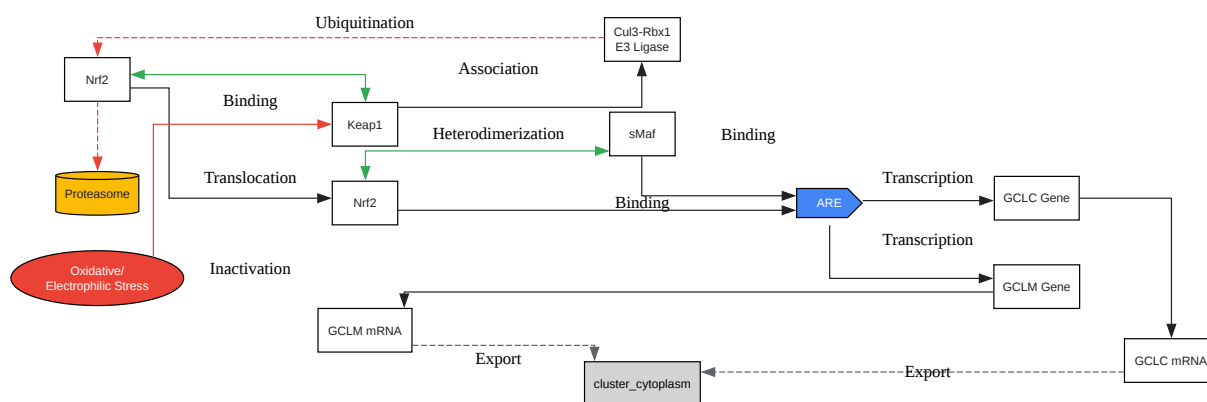 Ubiquitination
Cul3-Rbx1
E3 Ligase
Nrf2
Association
Binding
Keap1
Heterodimerization
sMaf
Binding
Proteasome
Translocation
Nrf2
Binding
ARE
Transcription
GCLC Gene
Transcription
Oxidative/
Electrophilic Stress
Inactivation
GCLM Gene
GCLM mRNA
Export
GCLC mRNA
Export
cluster_cytoplasm